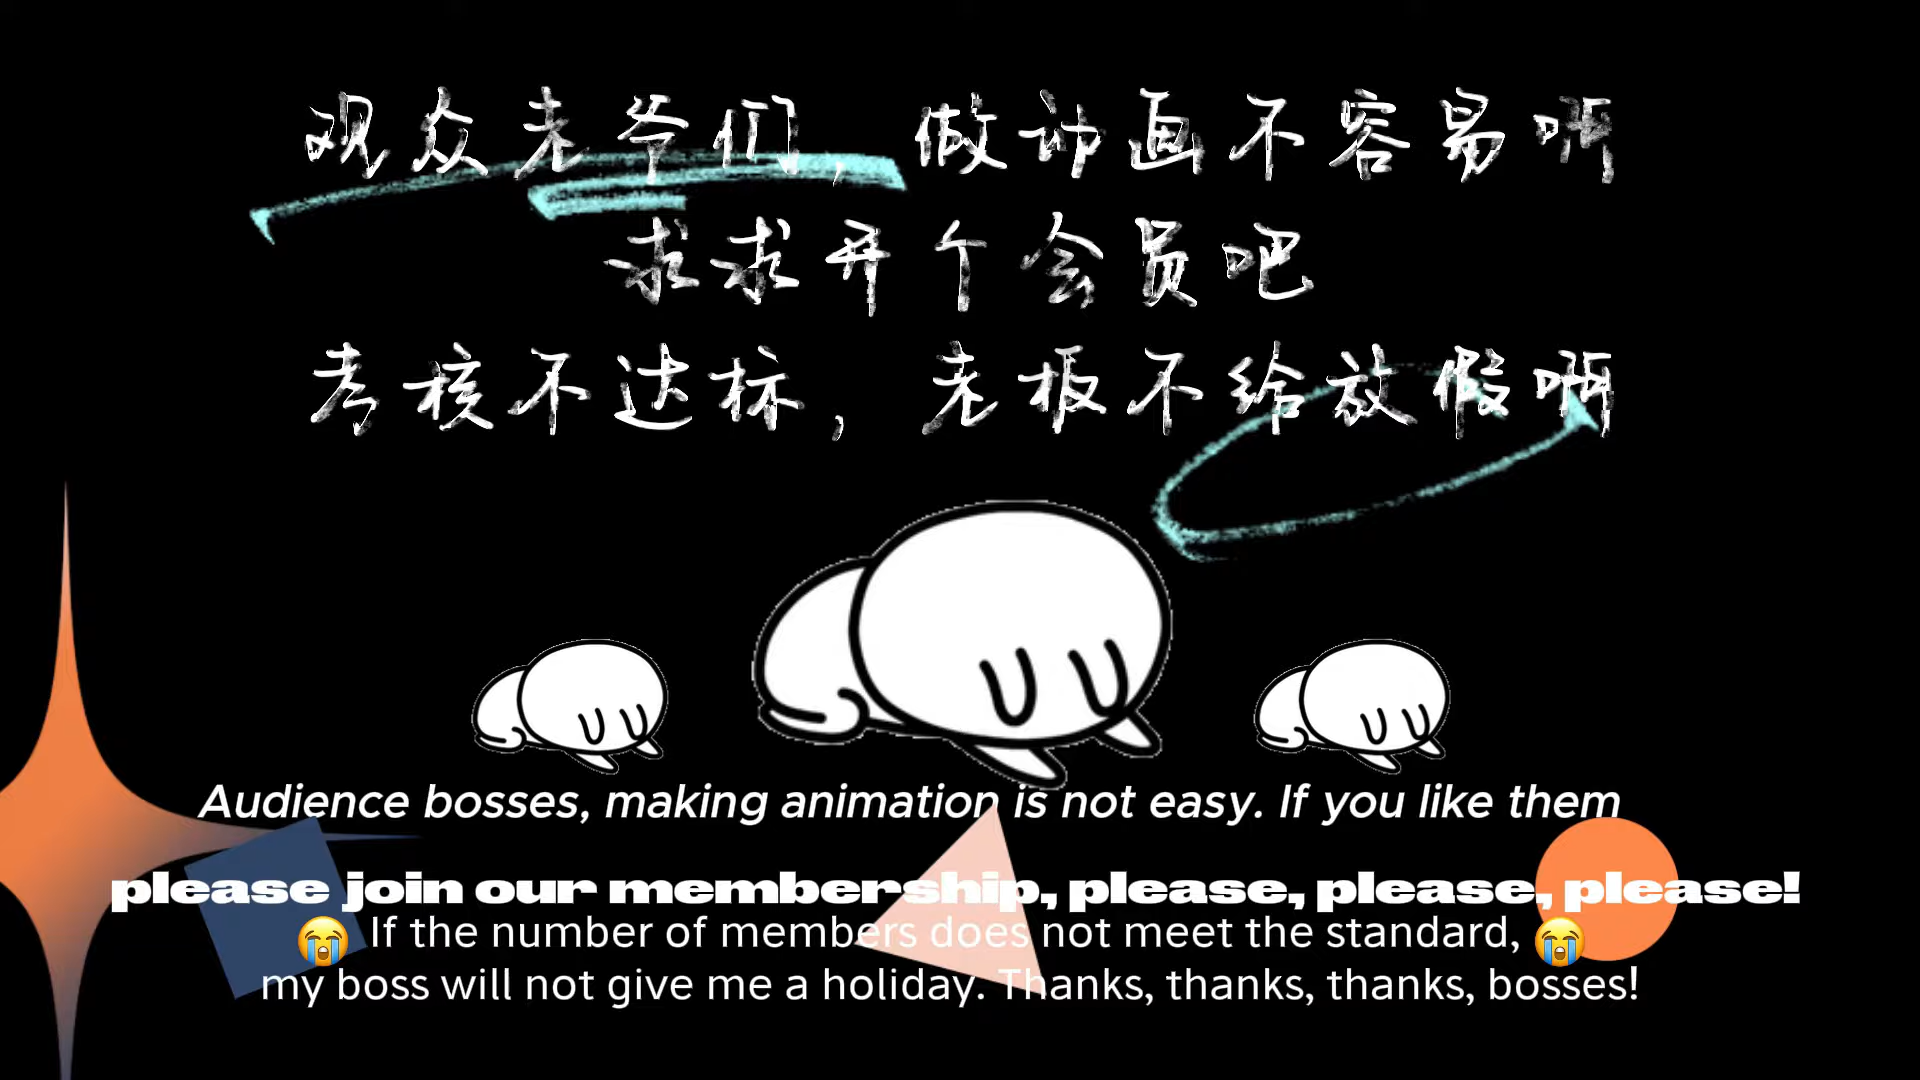 观众老爷们，做动画不容易啊
求求开个会员吧
考核不达标，老板不给放假啊
Audience bosses, making animation is not easy. If you like them
please join our membership, please, please, please!
😭 If the number of members does not meet the standard, 😭
my boss will not give me a holiday. Thanks, thanks, thanks, bosses!